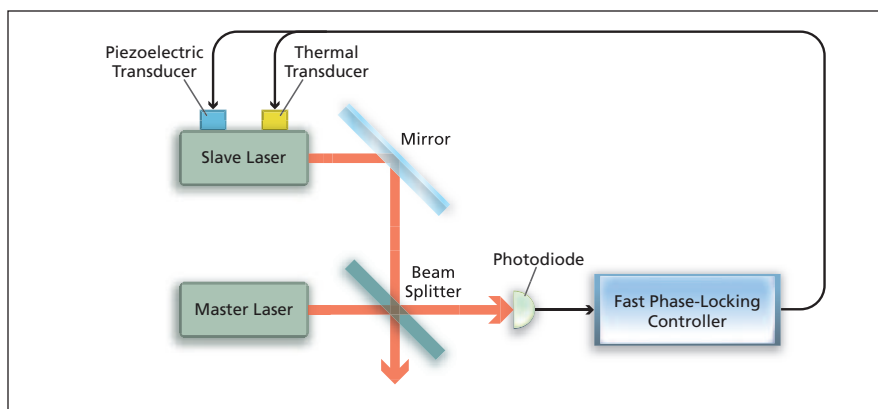 Piezoelectric
Transducer
Thermal
Transducer
Slave Laser
Mirror
Master Laser
Beam
Splitter
Photodiode
Fast Phase-Locking
Controller